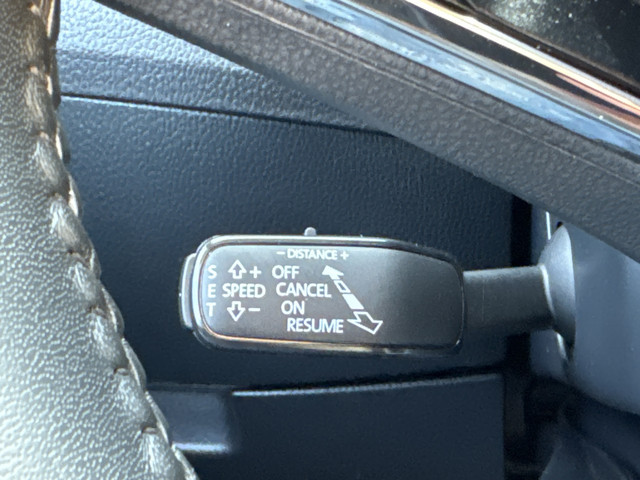 − DISTANCE +
S + OFF
E SPEED CANCEL
T − ON
RESUME